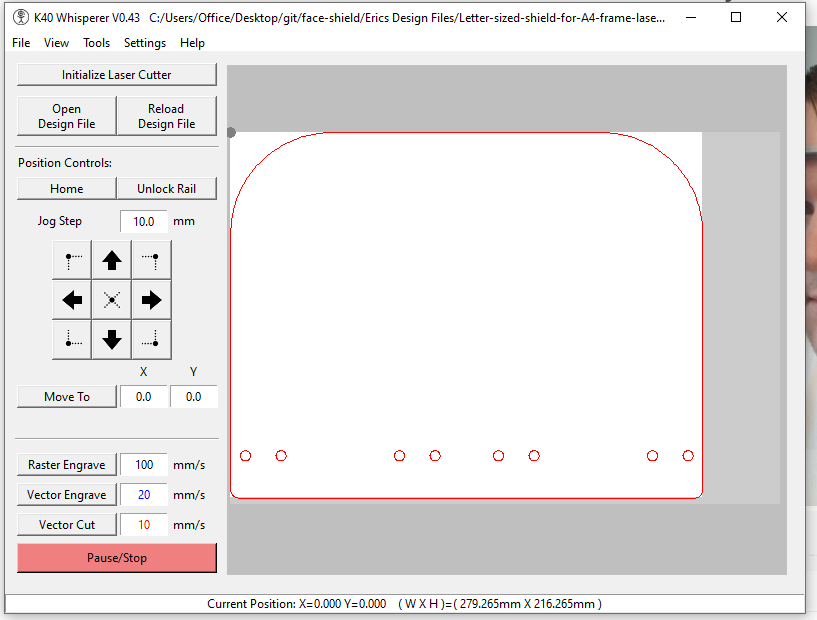 K40 Whisperer V0.43 C:/Users/Office/Desktop/git/face-shield/Erics Design Files/Letter-sized-shield-for-A4-frame-lase...
File View Tools Settings Help
Initialize Laser Cutter
Open
Design File
Reload
Design File
Position Controls:
Home
Unlock Rail
Jog Step 10.0 mm
X Y
Move To 0.0 0.0
Raster Engrave 100 mm/s
Vector Engrave 20 mm/s
Vector Cut 10 mm/s
Pause/Stop
Current Position: X=0.000 Y=0.000 ( W X H )=( 279.265mm X 216.265mm )